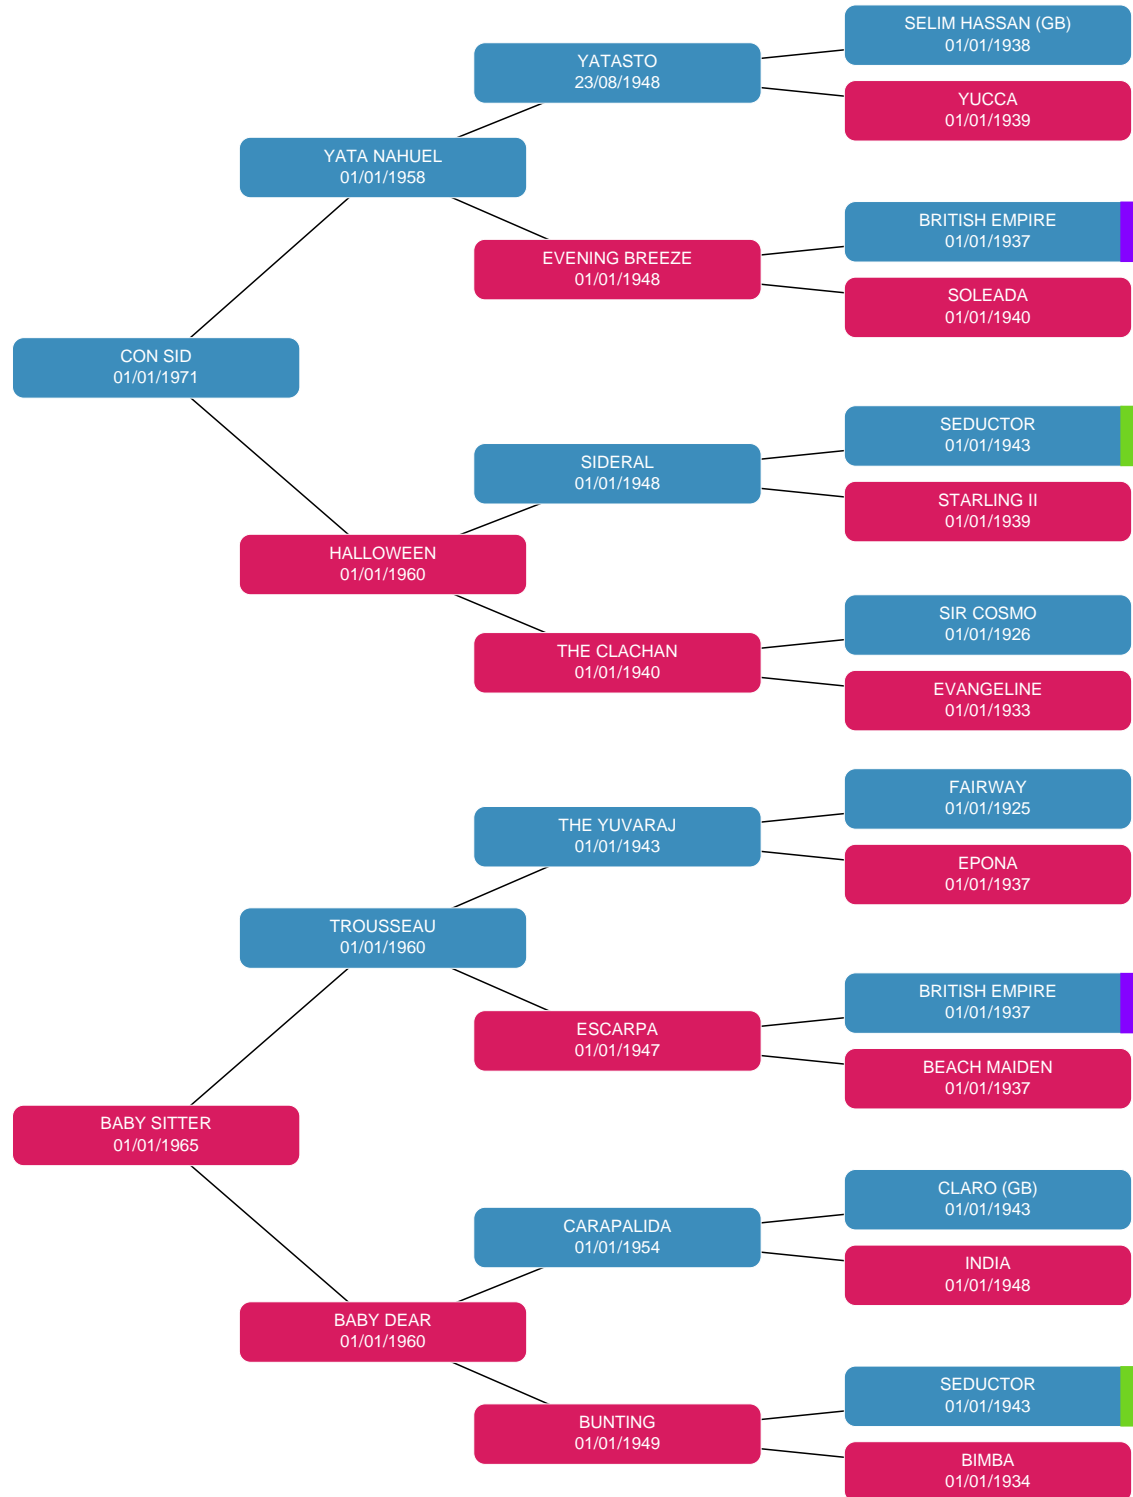 SELIM HASSAN (GB)
01/01/1938
YATASTO
23/08/1948
YUCCA
01/01/1939
YATA NAHUEL
01/01/1958
BRITISH EMPIRE
01/01/1937
EVENING BREEZE
01/01/1948
SOLEADA
01/01/1940
CON SID
01/01/1971
SEDUCTOR
01/01/1943
SIDERAL
01/01/1948
STARLING II
01/01/1939
HALLOWEEN
01/01/1960
SIR COSMO
01/01/1926
THE CLACHAN
01/01/1940
EVANGELINE
01/01/1933
FAIRWAY
01/01/1925
THE YUVARAJ
01/01/1943
EPONA
01/01/1937
TROUSSEAU
01/01/1960
BRITISH EMPIRE
01/01/1937
ESCARPA
01/01/1947
BEACH MAIDEN
01/01/1937
BABY SITTER
01/01/1965
CLARO (GB)
01/01/1943
CARAPALIDA
01/01/1954
INDIA
01/01/1948
BABY DEAR
01/01/1960
SEDUCTOR
01/01/1943
BUNTING
01/01/1949
BIMBA
01/01/1934